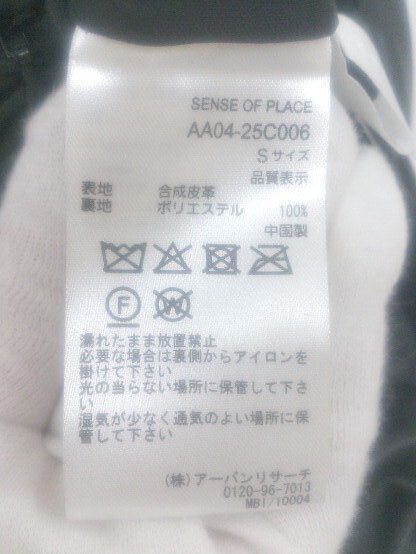 SENSE OF PLACE
AA04-25C006
S サイズ
品質表示
表地 合成皮革
裏地 ポリエステル 100%
中国製
F W
濡れたまま放置禁止
必要な場合は裏側からアイロンを
掛けて下さい
光の当らない場所に保管して下さ
い
湿気が少なく通気のよい場所に保
管して下さい
(株)アーバンリサーチ
0120-96-7013
MBI/10004